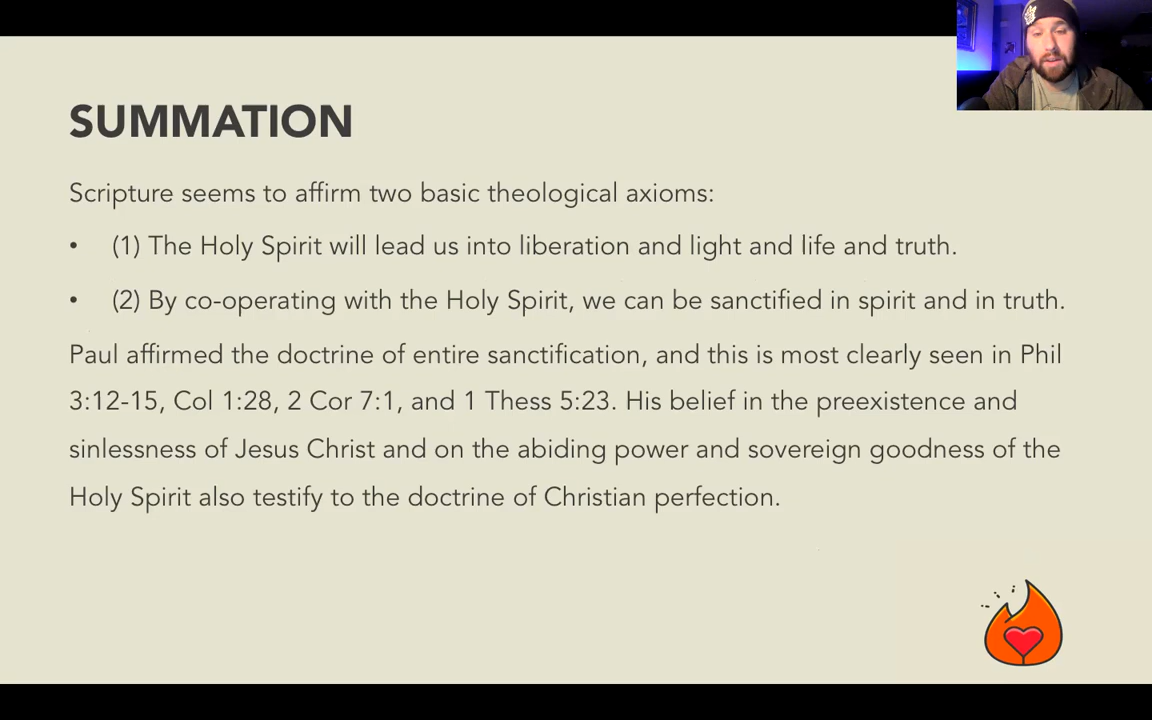 SUMMATION
Scripture seems to affirm two basic theological axioms:
• (1) The Holy Spirit will lead us into liberation and light and life and truth.
• (2) By co-operating with the Holy Spirit, we can be sanctified in spirit and in truth.
Paul affirmed the doctrine of entire sanctification, and this is most clearly seen in Phil
3:12-15, Col 1:28, 2 Cor 7:1, and 1 Thess 5:23. His belief in the preexistence and
sinlessness of Jesus Christ and on the abiding power and sovereign goodness of the
Holy Spirit also testify to the doctrine of Christian perfection.